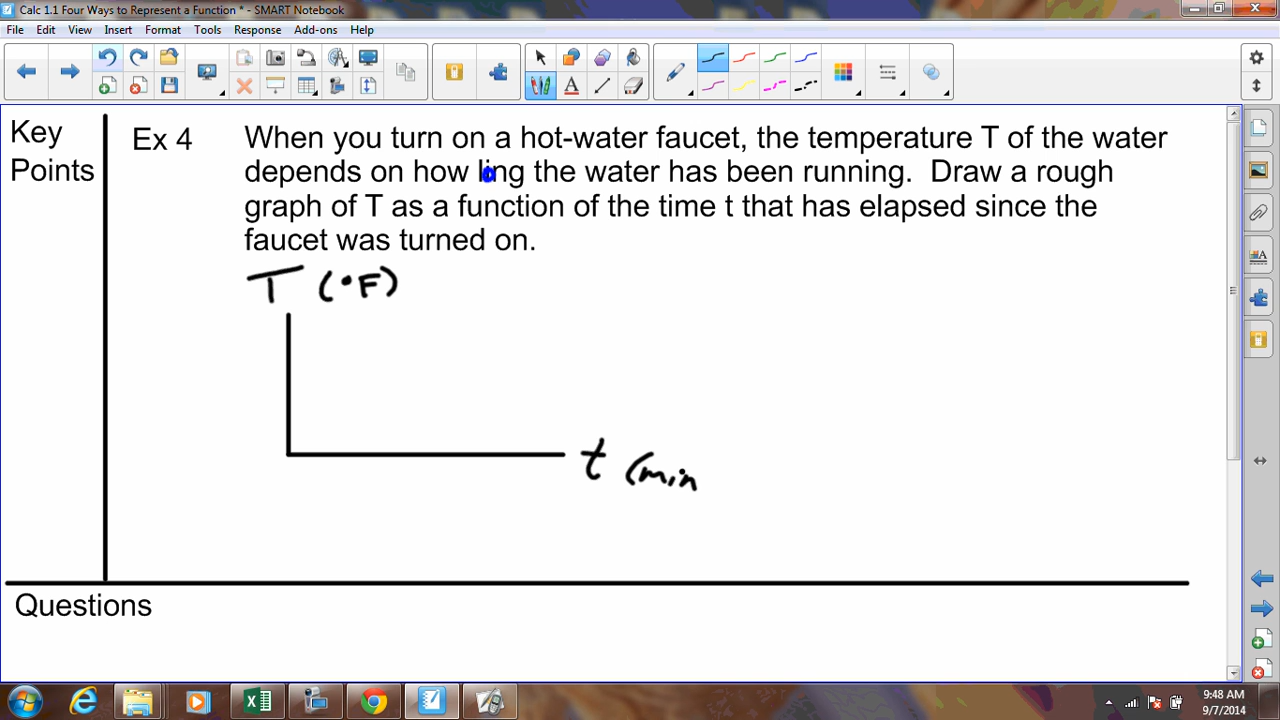 Calc 1.1 Four Ways to Represent a Function * - SMART Notebook
File Edit View Insert Format Tools Response Add-ons Help
Key
Points
Ex 4
When you turn on a hot-water faucet, the temperature T of the water
depends on how long the water has been running. Draw a rough
graph of T as a function of the time t that has elapsed since the
faucet was turned on.
T (°F)
t (min
Questions
9:48 AM
9/7/2014